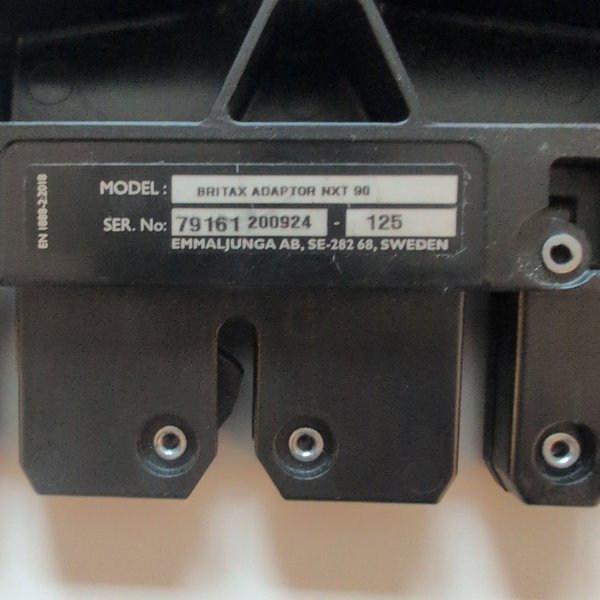 MODEL: BRITAX ADAPTOR NXT 90
SER. No: 79161 200924 - 125
EMMALJUNGA AB, SE-282 68, SWEDEN
EN 1888-2:2018